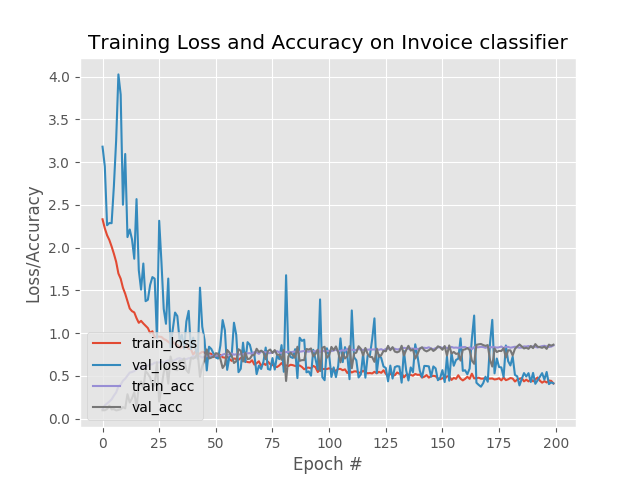 Training Loss and Accuracy on Invoice classifier
Loss/Accuracy
4.0
3.5
3.0
2.5
2.0
1.5
1.0
0.5
0.0
train_loss
val_loss
train_acc
val_acc
0 25 50 75 100 125 150 175 200
Epoch #